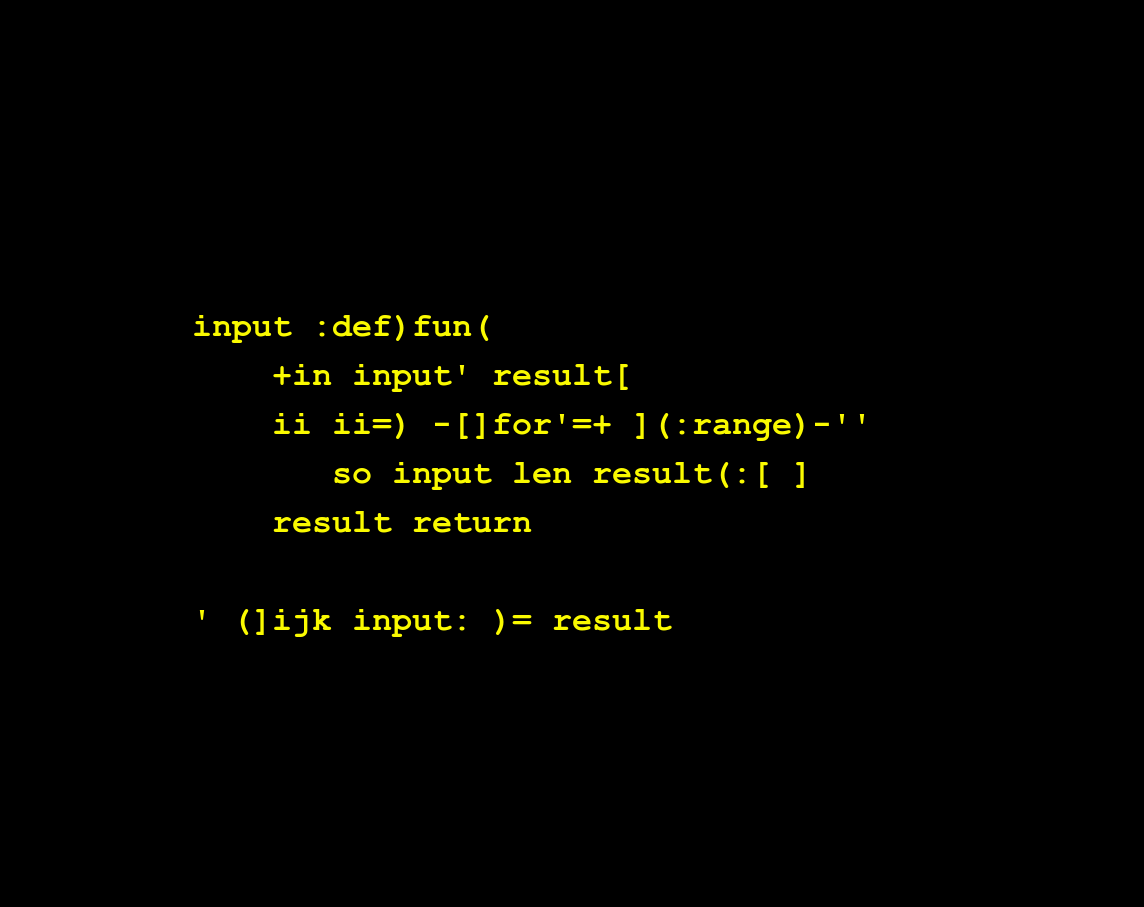 input :def)fun(
    +in input' result[
    ii ii=) -[]for'=+ ](:range)-''
       so input len result(:[ ]
    result return

' (]ijk input: )= result